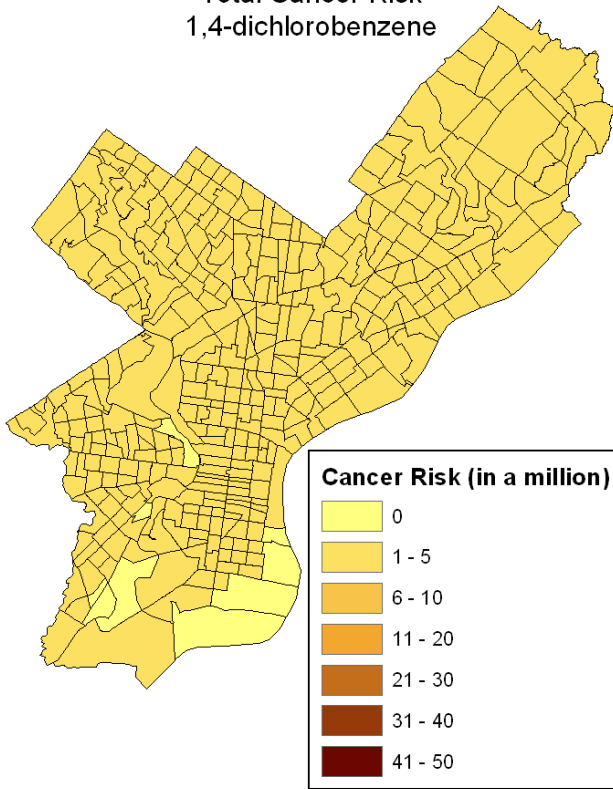 Total Cancer Risk
1,4-dichlorobenzene
Cancer Risk (in a million)
0
1 - 5
6 - 10
11 - 20
21 - 30
31 - 40
41 - 50